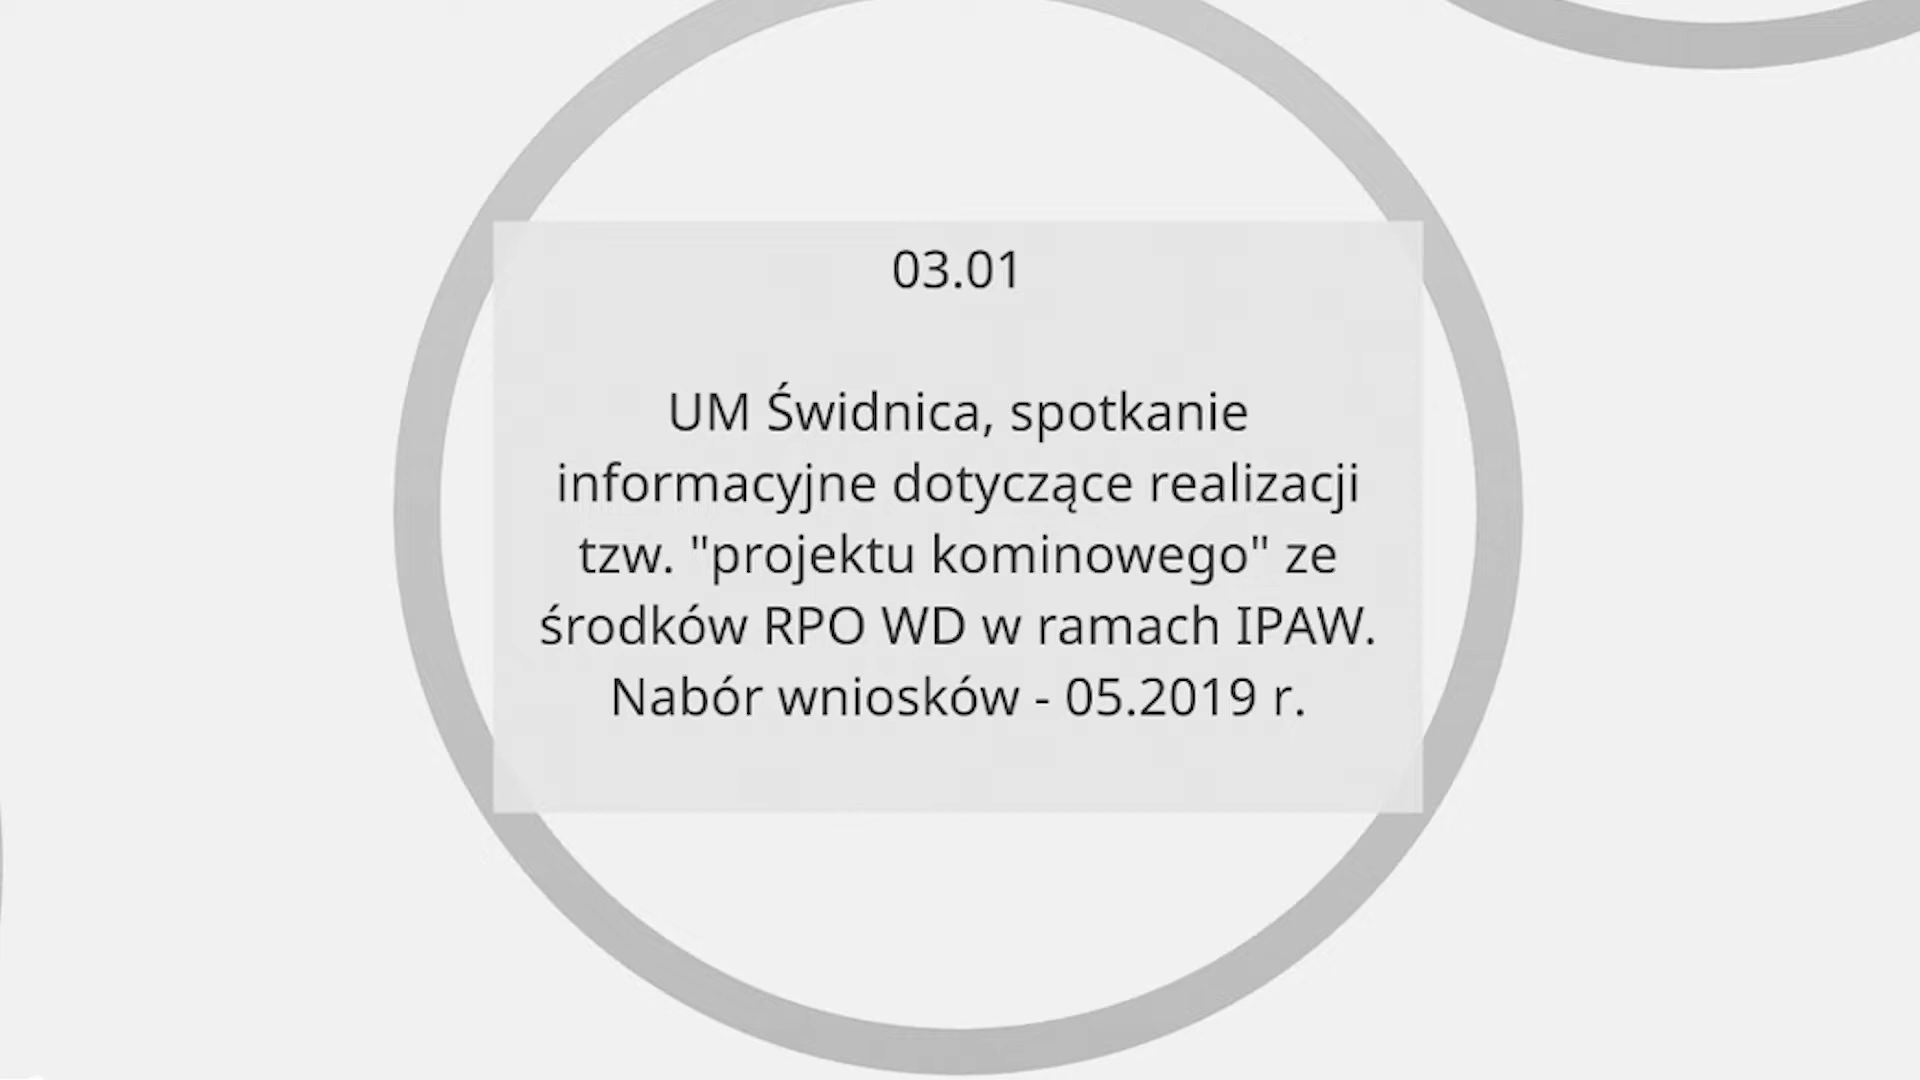 03.01
UM Świdnica, spotkanie
informacyjne dotyczące realizacji
tzw. "projektu kominowego" ze
środków RPO WD w ramach IPAW.
Nabór wniosków - 05.2019 r.